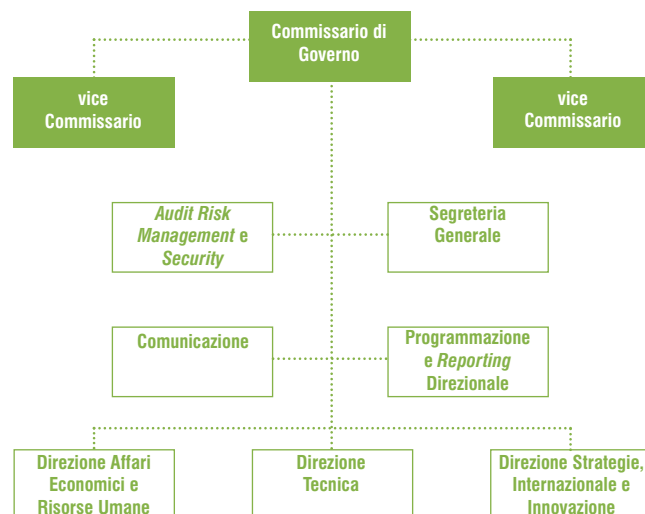 Commissario di
Governo
vice
Commissario
vice
Commissario
Audit Risk
Management e
Security
Segreteria
Generale
Comunicazione
Programmazione
e Reporting
Direzionale
Direzione Affari
Economici e
Risorse Umane
Direzione
Tecnica
Direzione Strategie,
Internazionale e
Innovazione